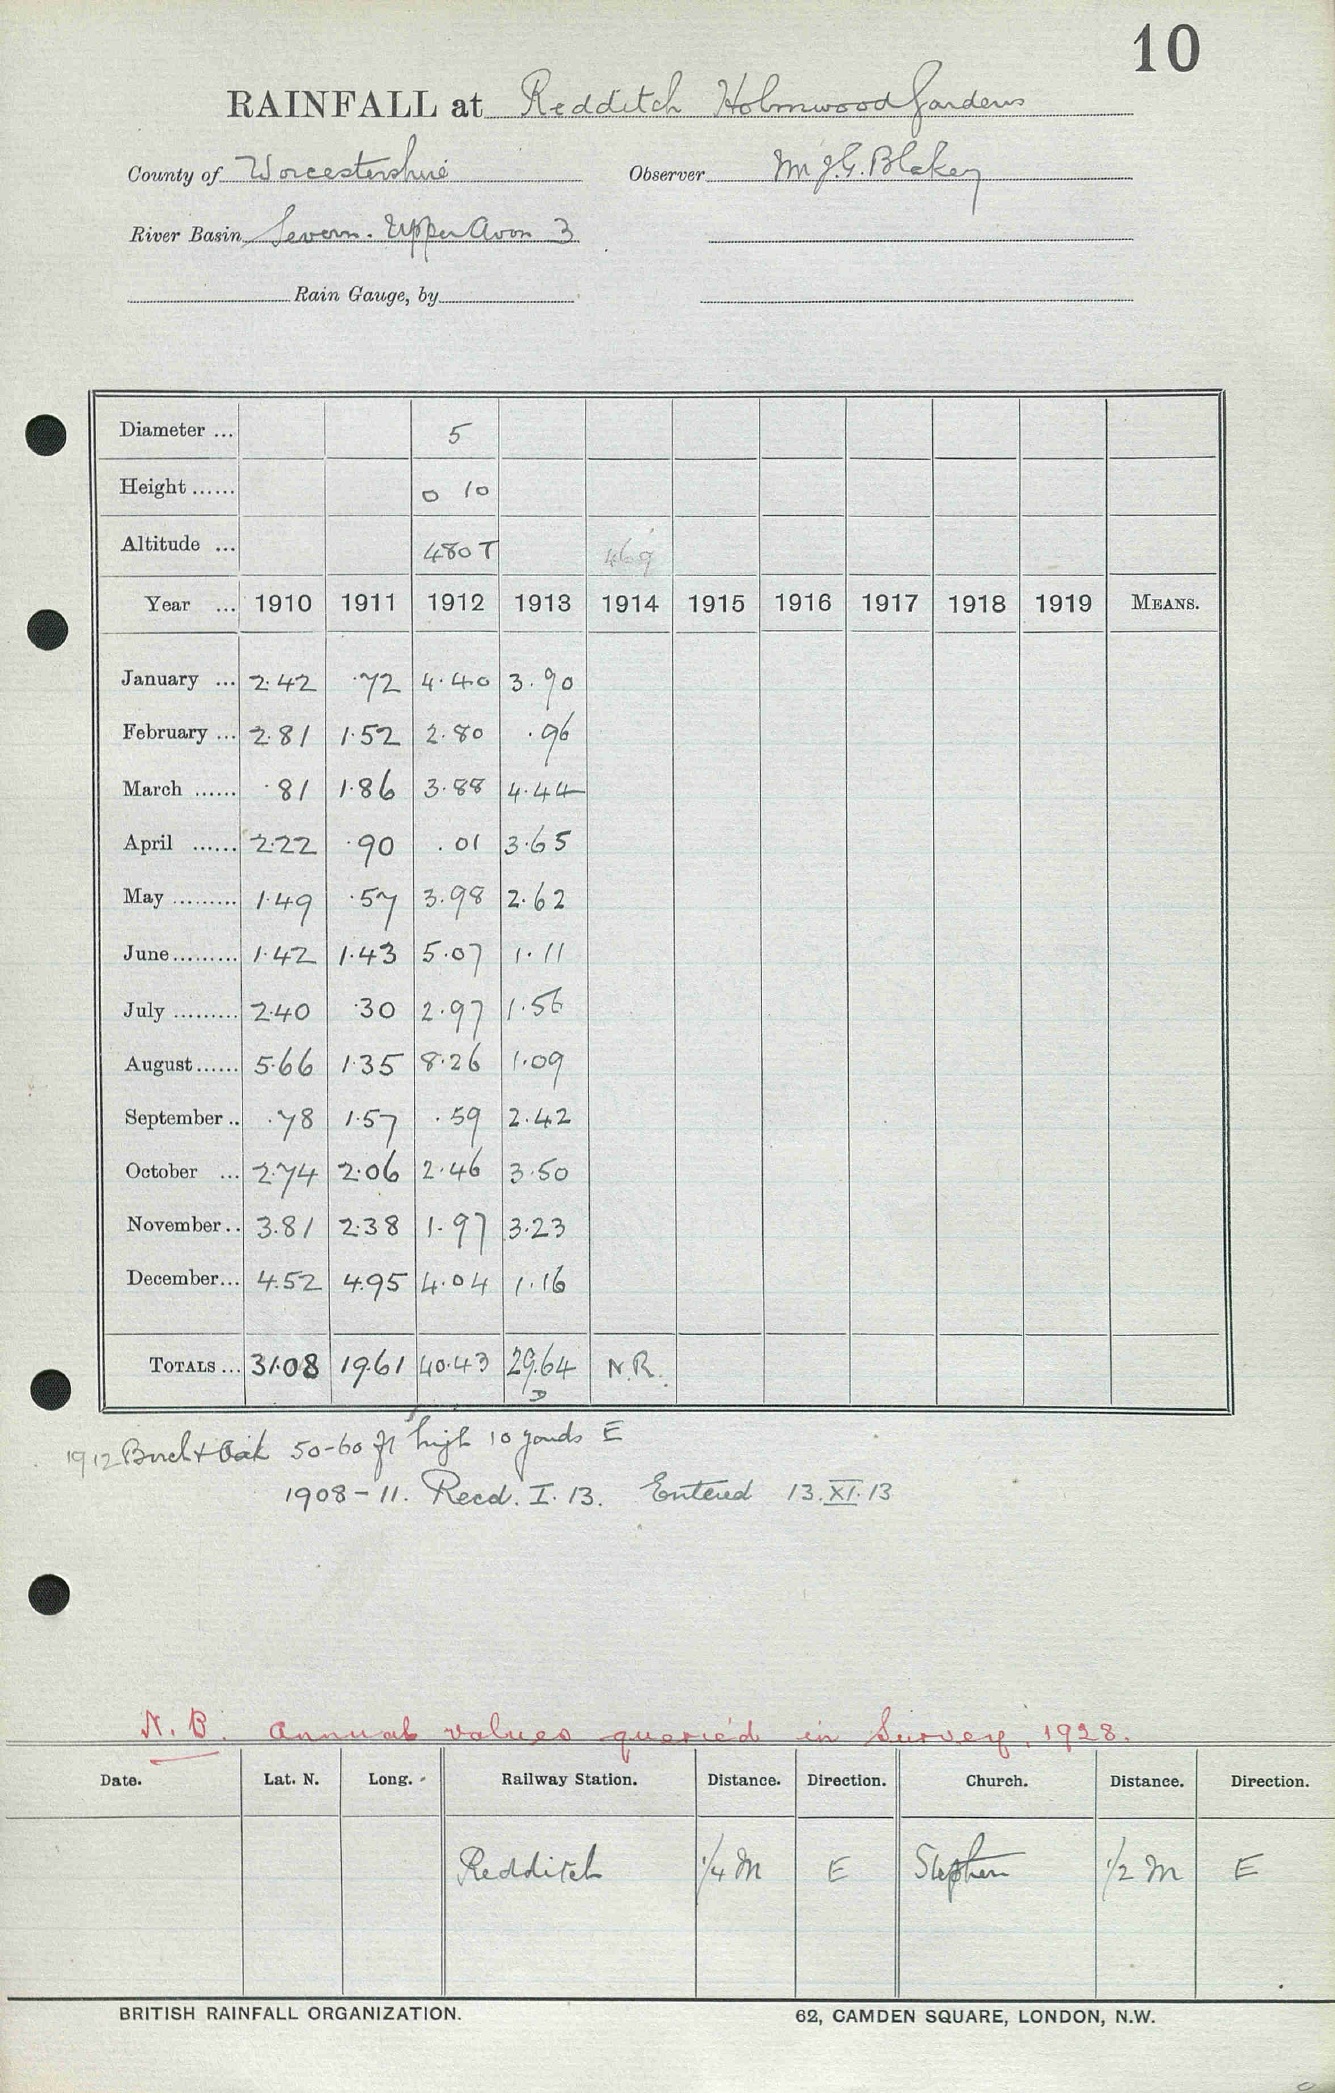 10
RAINFALL at Redditch Holmwood Gardens
County of Worcestershire Observer Mr J.G. Blakey
River Basin Severn. Upper Avon 3
Rain Gauge, by
Diameter ... 5
Height ...... 0 10
Altitude ... 480 T 469
Year ... 1910 1911 1912 1913 1914 1915 1916 1917 1918 1919 MEANS.
January ... 2.42 .72 4.40 3.90
February ... 2.81 1.52 2.80 .96
March ...... .81 1.86 3.88 4.44
April ...... 2.22 .90 .01 3.65
May ......... 1.49 .57 3.98 2.62
June ......... 1.42 1.43 5.07 1.11
July ......... 2.40 .30 2.97 1.56
August ...... 5.66 1.35 8.26 1.09
September .. .78 1.57 .59 2.42
October ... 2.74 2.06 2.46 3.50
November .. 3.81 2.38 1.97 3.23
December ... 4.52 4.95 4.04 1.16
TOTALS ... 31.08 19.61 40.43 29.64 N.R.
D
1912 Birch + Oak 50-60 ft high 10 yards E
1908-11. Recd. I. 13. Entered 13.XI.13
N.B. Annual values queried in Survey, 1928.
Date. Lat. N. Long. Railway Station. Distance. Direction. Church. Distance. Direction.
Redditch 1/4 M E Stephen 1/2 M E
BRITISH RAINFALL ORGANIZATION. 62, CAMDEN SQUARE, LONDON, N.W.